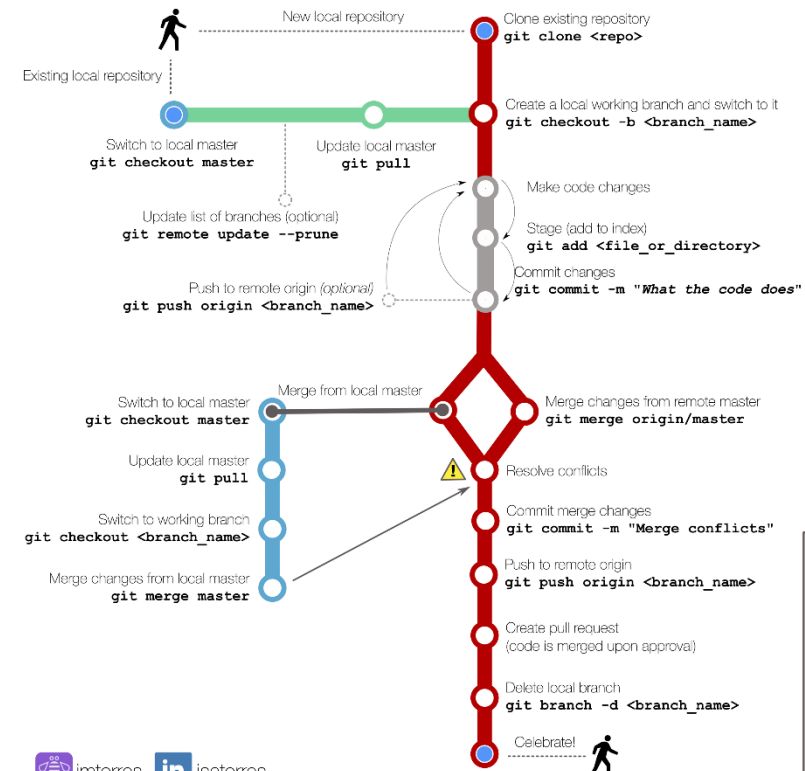 New local repository
Clone existing repository
git clone <repo>
Existing local repository
Create a local working branch and switch to it
git checkout -b <branch_name>
Switch to local master
git checkout master
Update local master
git pull
Make code changes
Update list of branches (optional)
git remote update --prune
Stage (add to index)
git add <file_or_directory>
Commit changes
git commit -m "What the code does"
Push to remote origin (optional)
git push origin <branch_name>
Merge from local master
Switch to local master
git checkout master
Merge changes from remote master
git merge origin/master
Update local master
git pull
Resolve conflicts
Switch to working branch
git checkout <branch_name>
Commit merge changes
git commit -m "Merge conflicts"
Merge changes from local master
git merge master
Push to remote origin
git push origin <branch_name>
Create pull request
(code is merged upon approval)
Delete local branch
git branch -d <branch_name>
Celebrate!
in